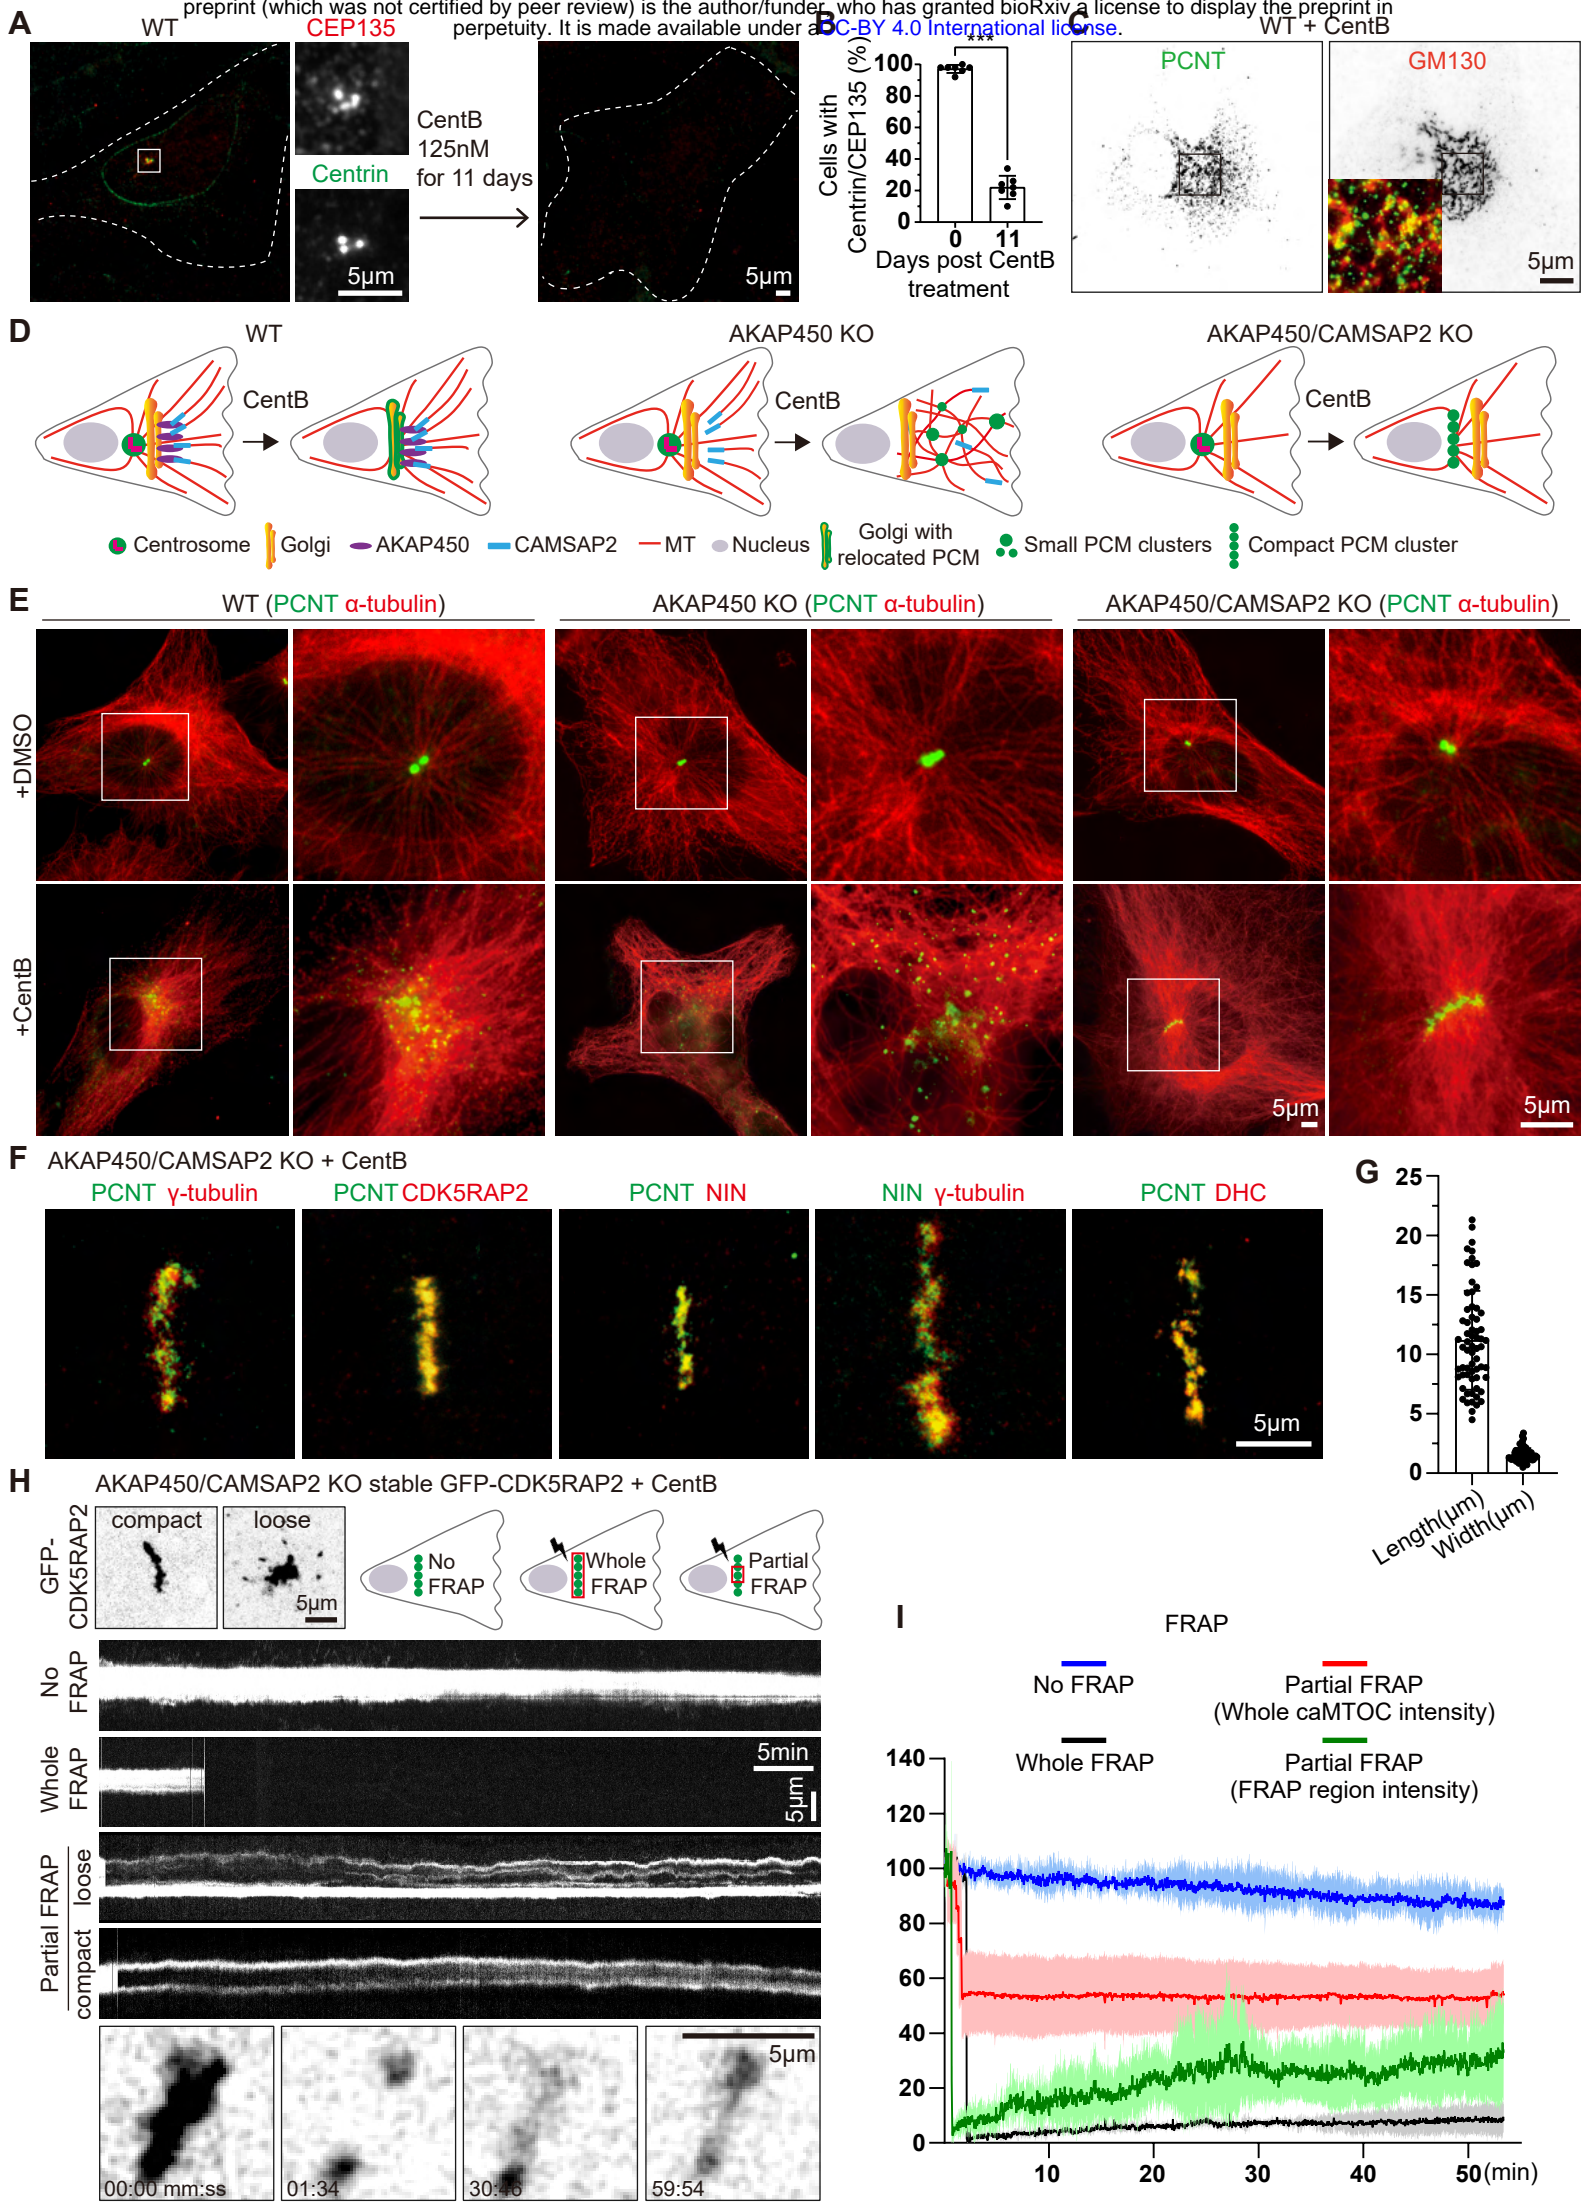 preprint (which was not certified by peer review) is the author/funder, who has granted bioRxiv a license to display the preprint in
perpetuity. It is made available under aCC-BY 4.0 International license.
A
WT
CEP135
Centrin
5µm
CentB
125nM
for 11 days
5µm
B
Cells with
Centrin/CEP135 (%)
***
100
80
60
40
20
0
0
11
Days post CentB
treatment
C
WT + CentB
PCNT
GM130
5µm
D
WT
CentB
AKAP450 KO
CentB
AKAP450/CAMSAP2 KO
CentB
Centrosome
Golgi
AKAP450
CAMSAP2
MT
Nucleus
Golgi with
relocated PCM
Small PCM clusters
Compact PCM cluster
E
WT (PCNT α-tubulin)
AKAP450 KO (PCNT α-tubulin)
AKAP450/CAMSAP2 KO (PCNT α-tubulin)
+DMSO
+CentB
5µm
5µm
F
AKAP450/CAMSAP2 KO + CentB
PCNT γ-tubulin
PCNT CDK5RAP2
PCNT NIN
NIN γ-tubulin
PCNT DHC
5µm
G
25
20
15
10
5
0
Length(µm)
Width(µm)
H
AKAP450/CAMSAP2 KO stable GFP-CDK5RAP2 + CentB
GFP-
CDK5RAP2
compact
loose
5µm
No
FRAP
Whole
FRAP
Partial
FRAP
No
FRAP
Whole
FRAP
5min
5µm
Partial FRAP
loose
compact
00:00 mm:ss
01:34
30:46
59:54
5µm
I
FRAP
No FRAP
Partial FRAP
(Whole caMTOC intensity)
Whole FRAP
Partial FRAP
(FRAP region intensity)
140
120
100
80
60
40
20
0
10
20
30
40
50
(min)